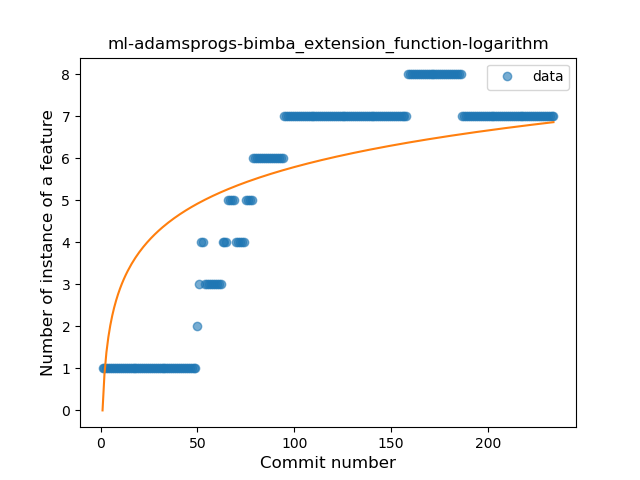 ml-adamsprogs-bimba_extension_function-logarithm
data
Number of instance of a feature
8
7
6
5
4
3
2
1
0
0 50 100 150 200
Commit number